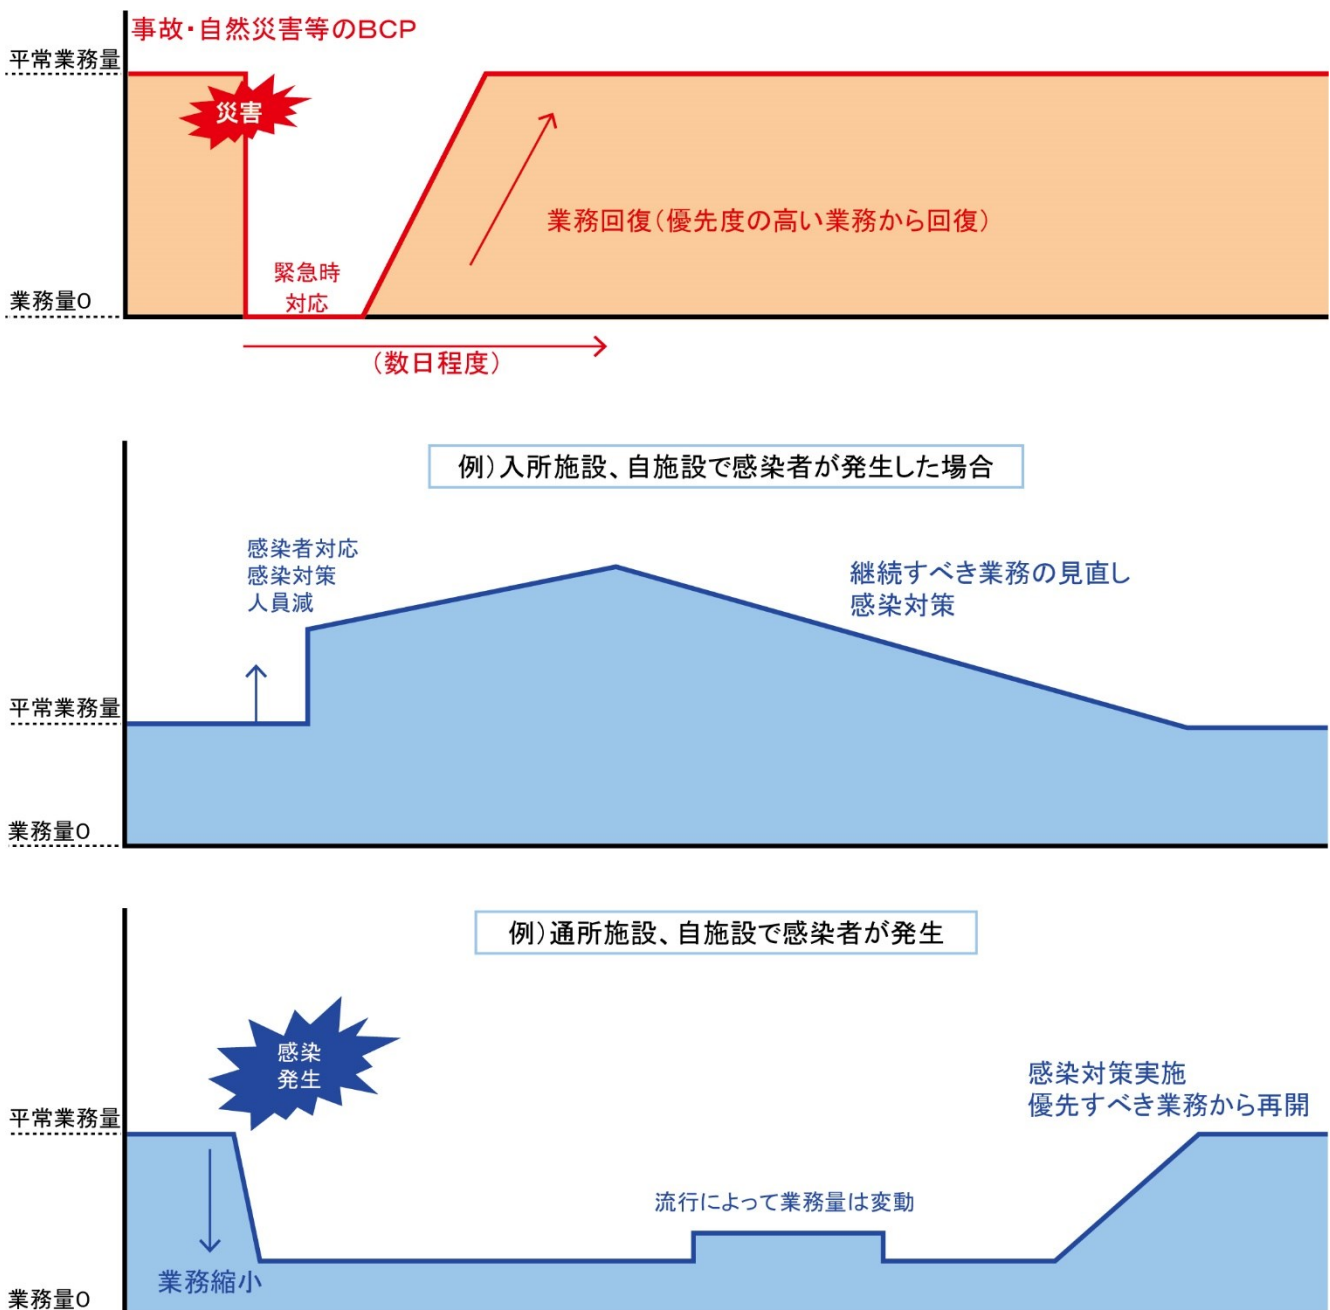 事故・自然災害等のBCP
平常業務量
災害
業務回復(優先度の高い業務から回復)
緊急時
対応
業務量0
(数日程度)
例)入所施設、自施設で感染者が発生した場合
感染者対応
感染対策
人員減
継続すべき業務の見直し
感染対策
平常業務量
業務量0
例)通所施設、自施設で感染者が発生
感染
発生
感染対策実施
優先すべき業務から再開
平常業務量
流行によって業務量は変動
業務縮小
業務量0